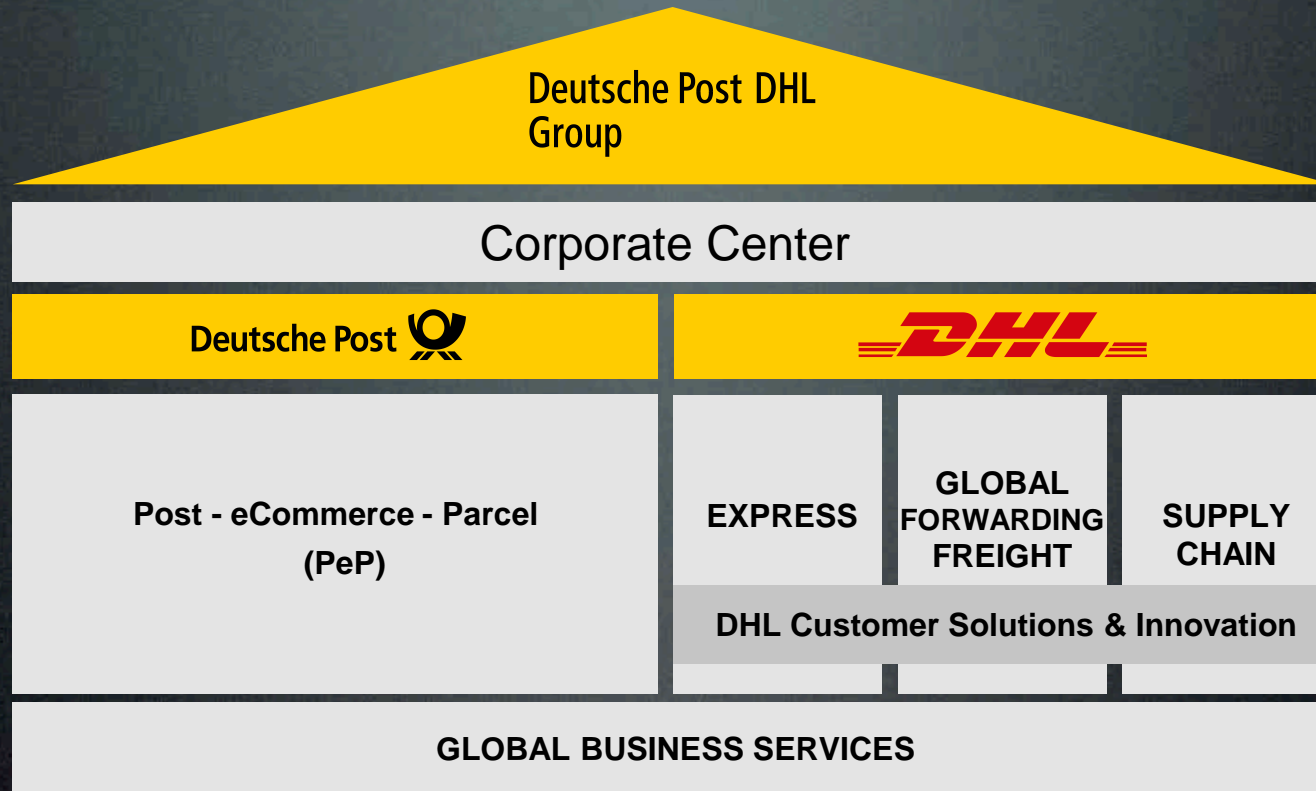 Deutsche Post DHL
Group
Corporate Center
Deutsche Post
DHL
Post - eCommerce - Parcel
(PeP)
EXPRESS
GLOBAL
FORWARDING
FREIGHT
SUPPLY
CHAIN
DHL Customer Solutions & Innovation
GLOBAL BUSINESS SERVICES